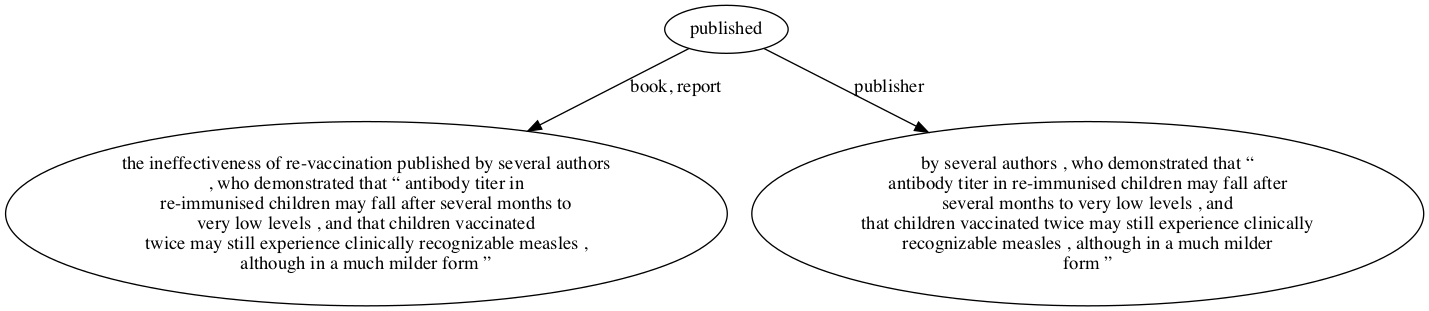 published
book, report
publisher
the ineffectiveness of re-vaccination published by several authors
, who demonstrated that “ antibody titer in
re-immunised children may fall after several months to
very low levels , and that children vaccinated
twice may still experience clinically recognizable measles ,
although in a much milder form ”
by several authors , who demonstrated that “
antibody titer in re-immunised children may fall after
several months to very low levels , and
that children vaccinated twice may still experience clinically
recognizable measles , although in a much milder
form ”